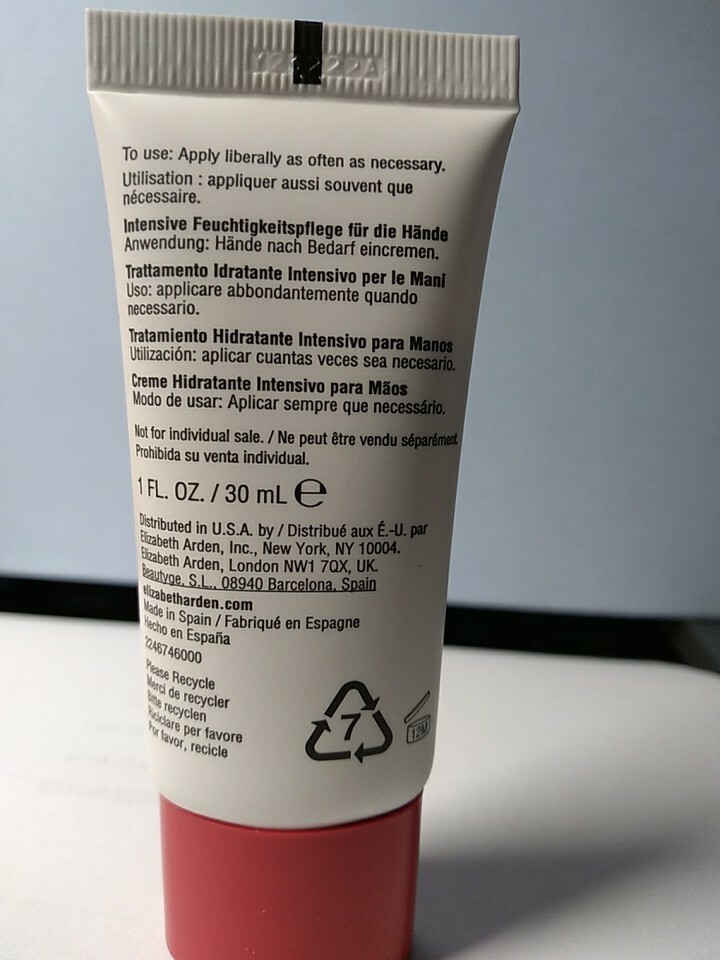 To use: Apply liberally as often as necessary.
Utilisation : appliquer aussi souvent que
nécessaire.
Intensive Feuchtigkeitspflege für die Hände
Anwendung: Hände nach Bedarf eincremen.
Trattamento Idratante Intensivo per le Mani
Uso: applicare abbondantemente quando
necessario.
Tratamiento Hidratante Intensivo para Manos
Utilización: aplicar cuantas veces sea necesario.
Creme Hidratante Intensivo para Mãos
Modo de usar: Aplicar sempre que necessário.
Not for individual sale. / Ne peut être vendu séparément.
Prohibida su venta individual.
1 FL. OZ. / 30 mL ℮
Distributed in U.S.A. by / Distribué aux É.-U. par
Elizabeth Arden, Inc., New York, NY 10004.
Elizabeth Arden, London NW1 7QX, UK.
Beautyge, S.L., 08940 Barcelona, Spain
elizabetharden.com
Made in Spain / Fabriqué en Espagne
Hecho en España
2246746000
Please Recycle
Merci de recycler
Bitte recyclen
Riciclare per favore
Por favor, recicle
7
12M